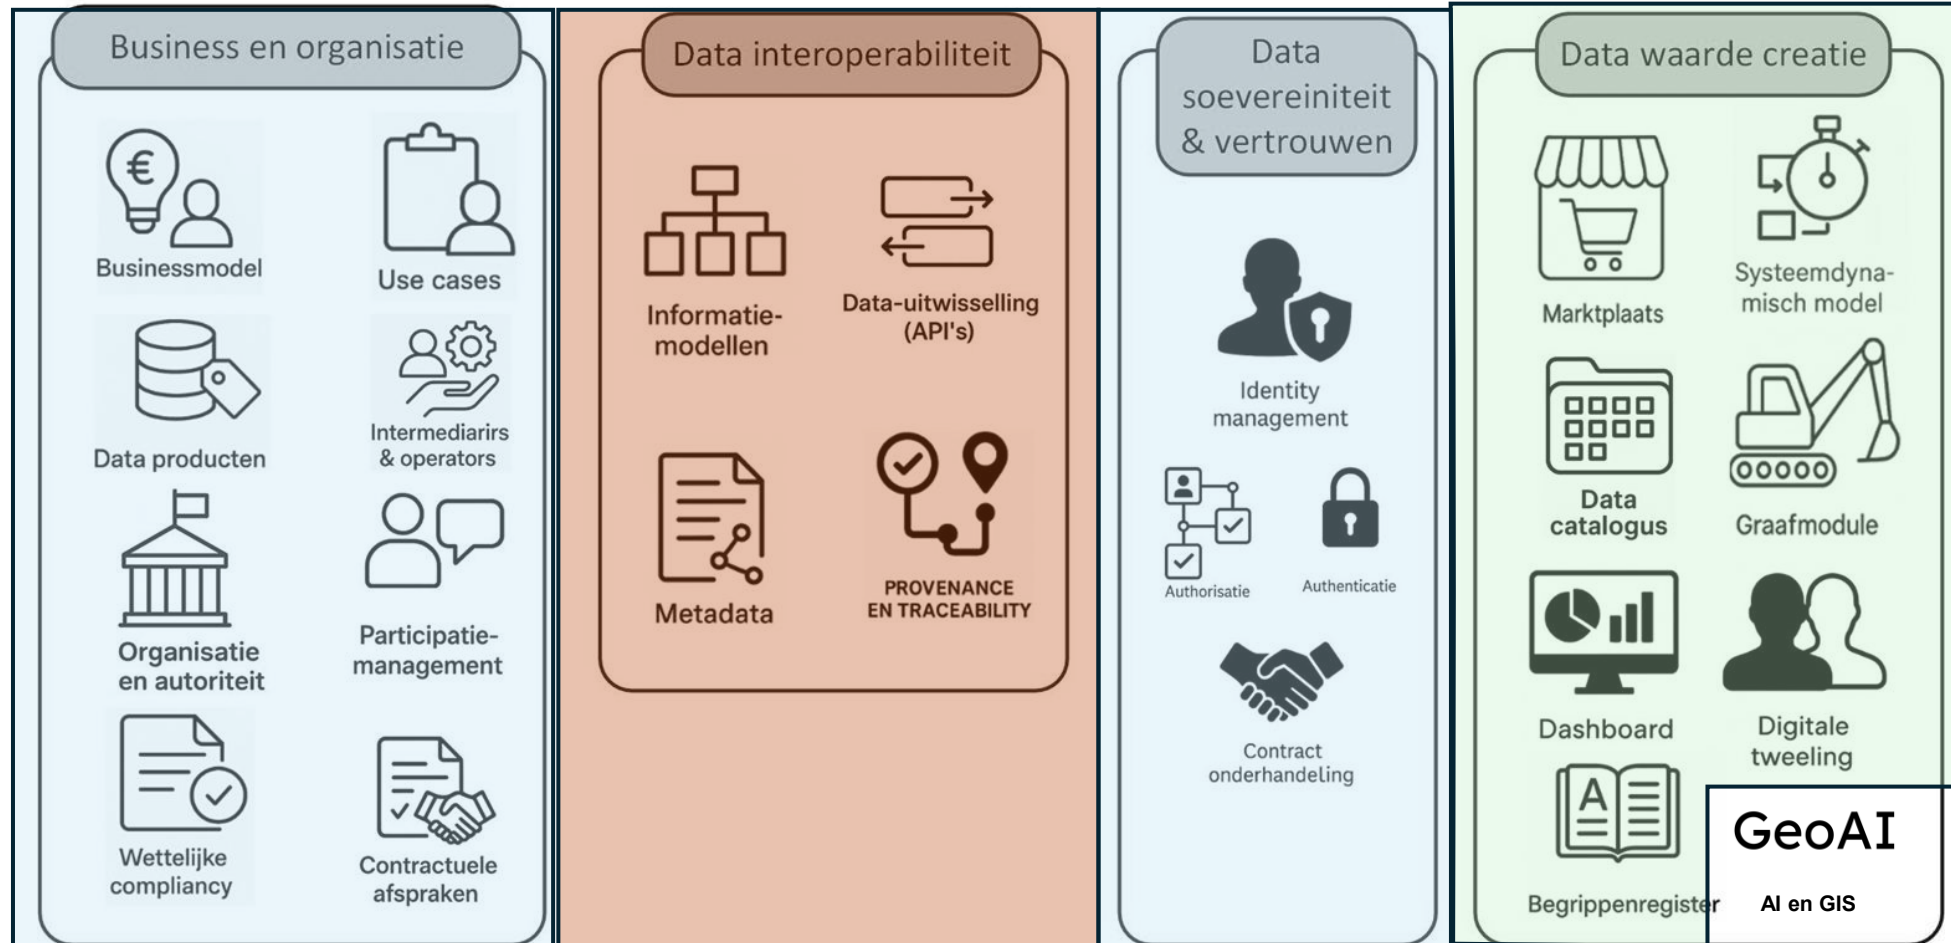 Business en organisatie
€
Businessmodel
Use cases
Data producten
Intermediarirs
& operators
Organisatie
en autoriteit
Participatie-
management
Wettelijke
compliancy
Contractuele
afspraken
Data interoperabiliteit
Informatie-
modellen
Data-uitwisselling
(API's)
Metadata
PROVENANCE
EN TRACEABILITY
Data
soevereiniteit
& vertrouwen
Identity
management
Authorisatie
Authenticatie
Contract
onderhandeling
Data waarde creatie
Marktplaats
Systeemdyna-
misch model
Data
catalogus
Graafmodule
Dashboard
Digitale
tweeling
A
Begrippenregister
GeoAI
AI en GIS